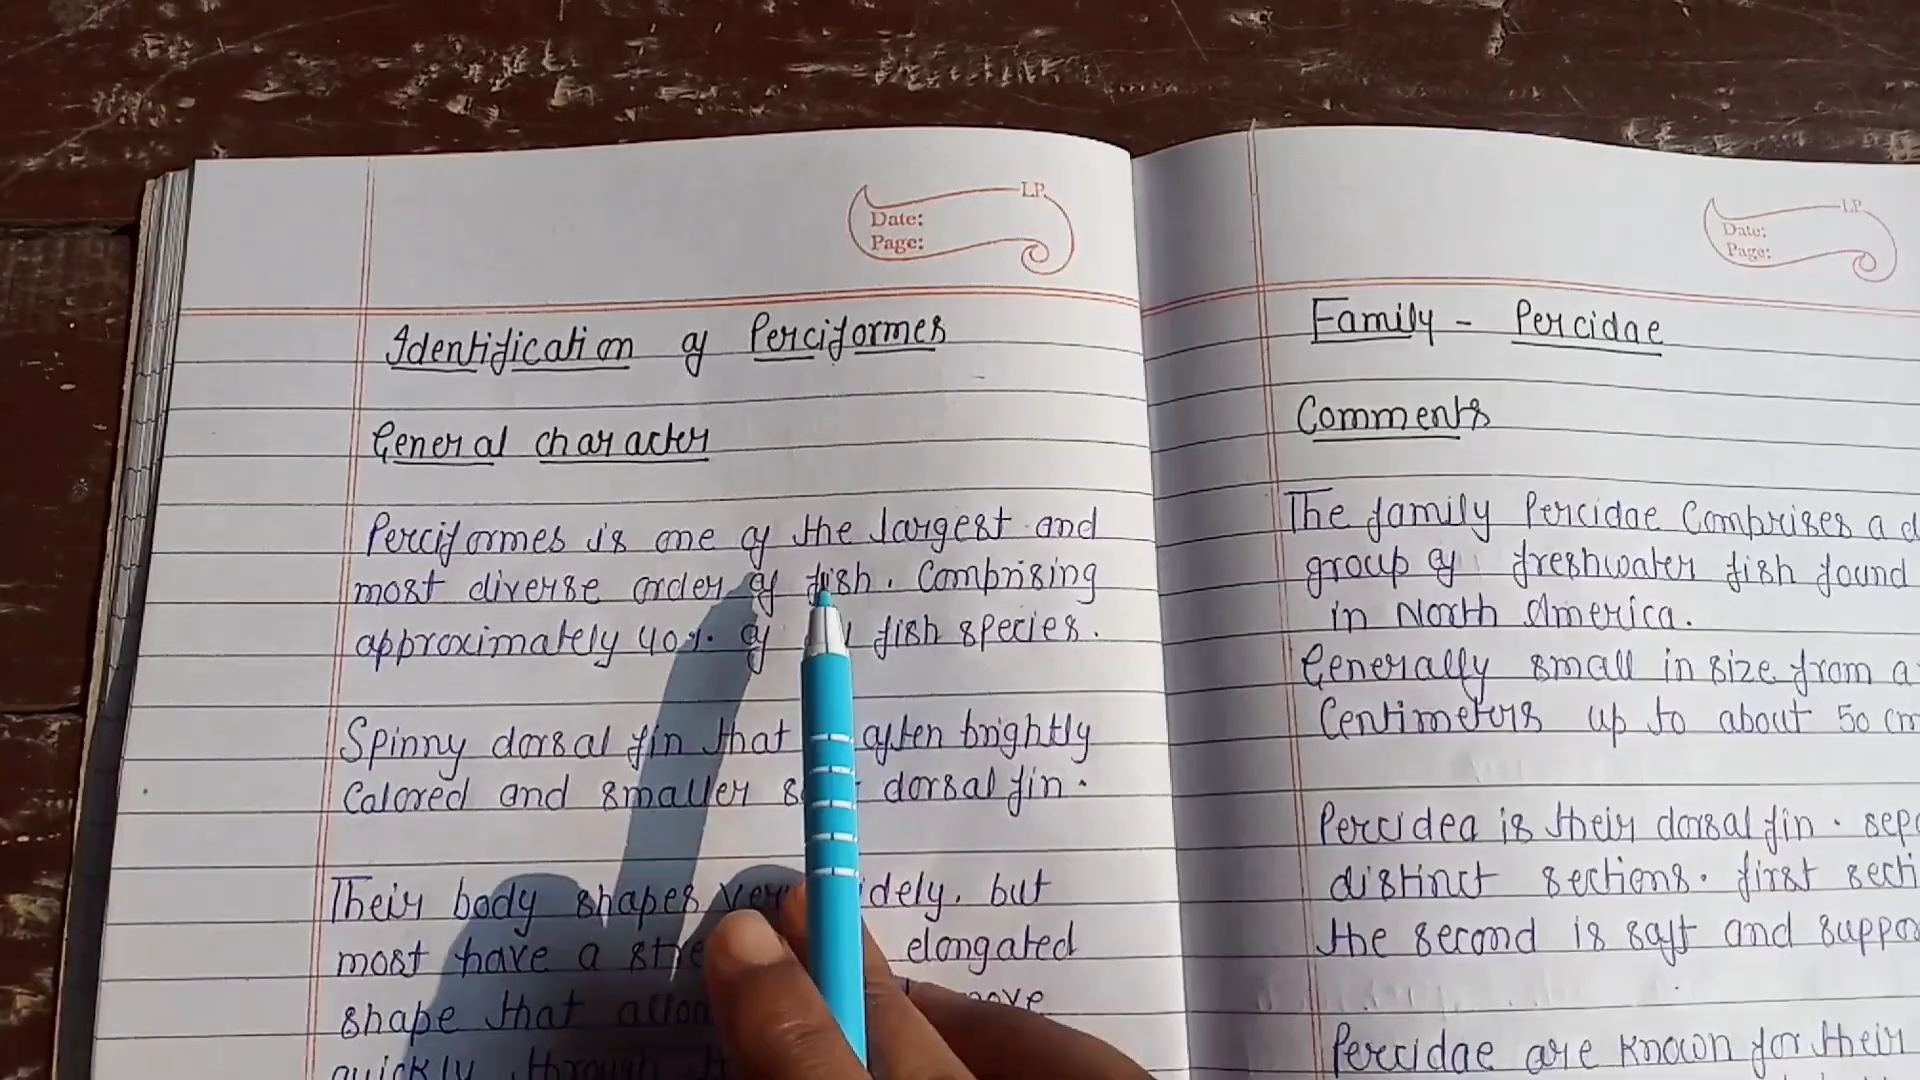 LP
Date:
Page:
Identification of Perciformes
General character
Perciformes is one of the largest and
most diverse order of fish. Comprising
approximately 40%. of fish species.
Spinny dorsal fin that often brightly
Colored and smaller dorsal fin.
Their body shapes but
most have a elongated
shape that
quickly through
LP
Date:
Page:
Family - Percidae
Comments
The family Percidae Comprises a
group of freshwater fish found
in North America.
Generally small in size from a
Centimeters up to about 50 cm
Percidea is their dorsal fin.
distinct sections. first
the second is soft and
Percidae are known for their